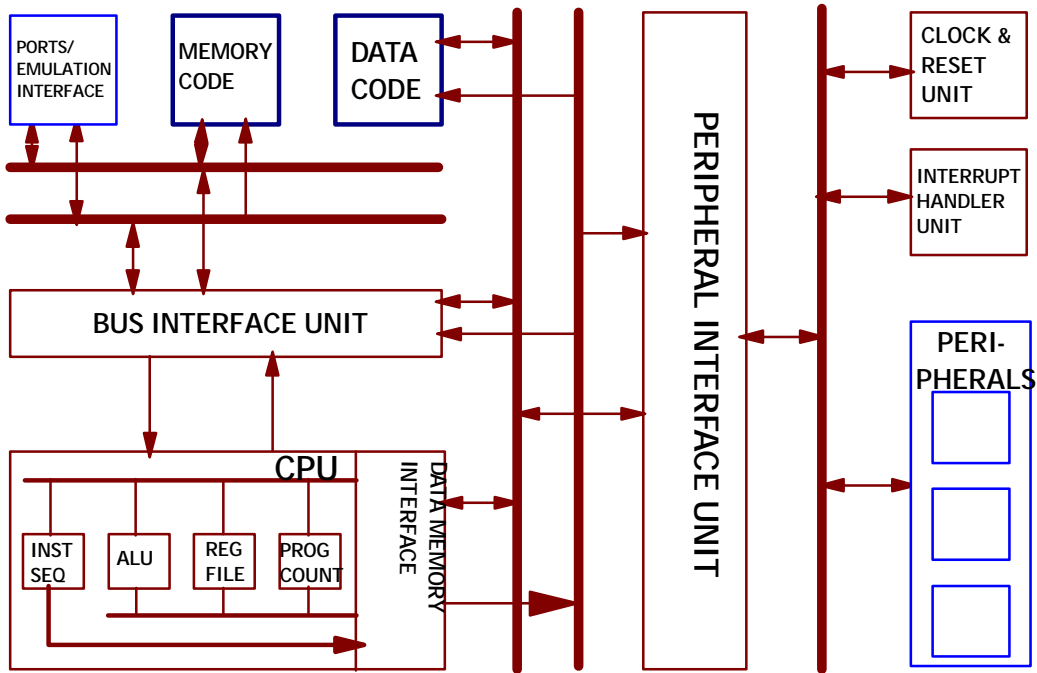 PORTS/
EMULATION
INTERFACE
MEMORY
CODE
DATA
CODE
CLOCK &
RESET
UNIT
INTERRUPT
HANDLER
UNIT
PERIPHERAL INTERFACE UNIT
BUS INTERFACE UNIT
PERI-
PHERALS
CPU
DATA MEMORY
INTERFACE
INST
SEQ
ALU
REG
FILE
PROG
COUNT